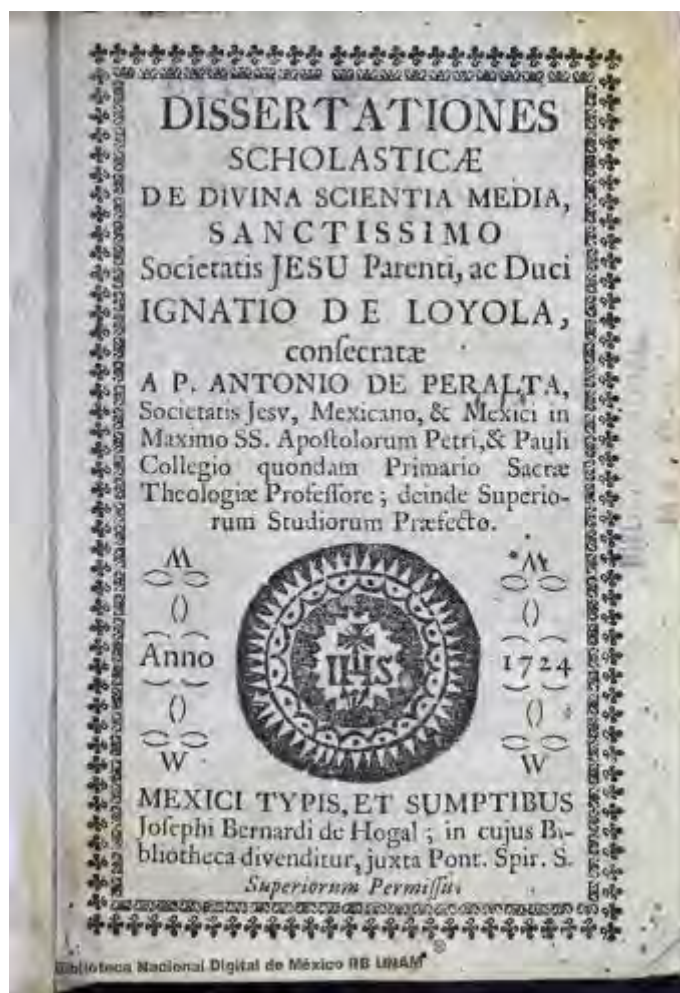 DISSERTATIONES
SCHOLASTICÆ
DE DIVINA SCIENTIA MEDIA,
SANCTISSIMO
Societatis JESU Parenti, ac Duci
IGNATIO DE LOYOLA,
conſecratæ
A P. ANTONIO DE PERALTA,
Societatis Jesv, Mexicano, & Mexici in
Maximo SS. Apoſtolorum Petri, & Pauli
Collegio quondam Primario Sacræ
Theologiæ Profeſſore ; deinde Superio-
rum Studiorum Præfecto.
M M
() ()
Anno IHS 1724
() ()
W W
MEXICI TYPIS, ET SUMPTIBUS
Joſephi Bernardi de Hogal ; in cujus Bi-
bliotheca divenditur, juxta Pont. Spir. S.
Superiorum Permiſſu.
Biblioteca Nacional Digital de México RB UNAM